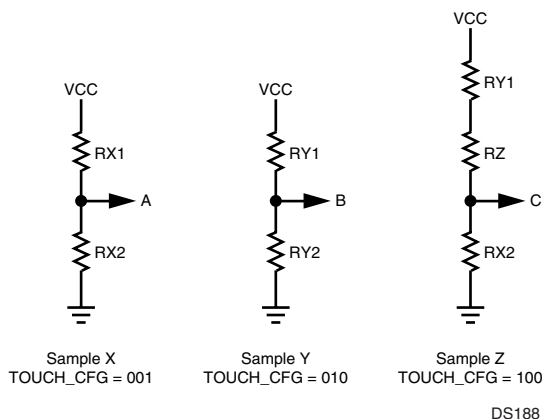 VCC
RY1
RZ
C
RX2
VCC
RX1
A
RX2
VCC
RY1
B
RY2
Sample X
TOUCH_CFG = 001
Sample Y
TOUCH_CFG = 010
Sample Z
TOUCH_CFG = 100
DS188